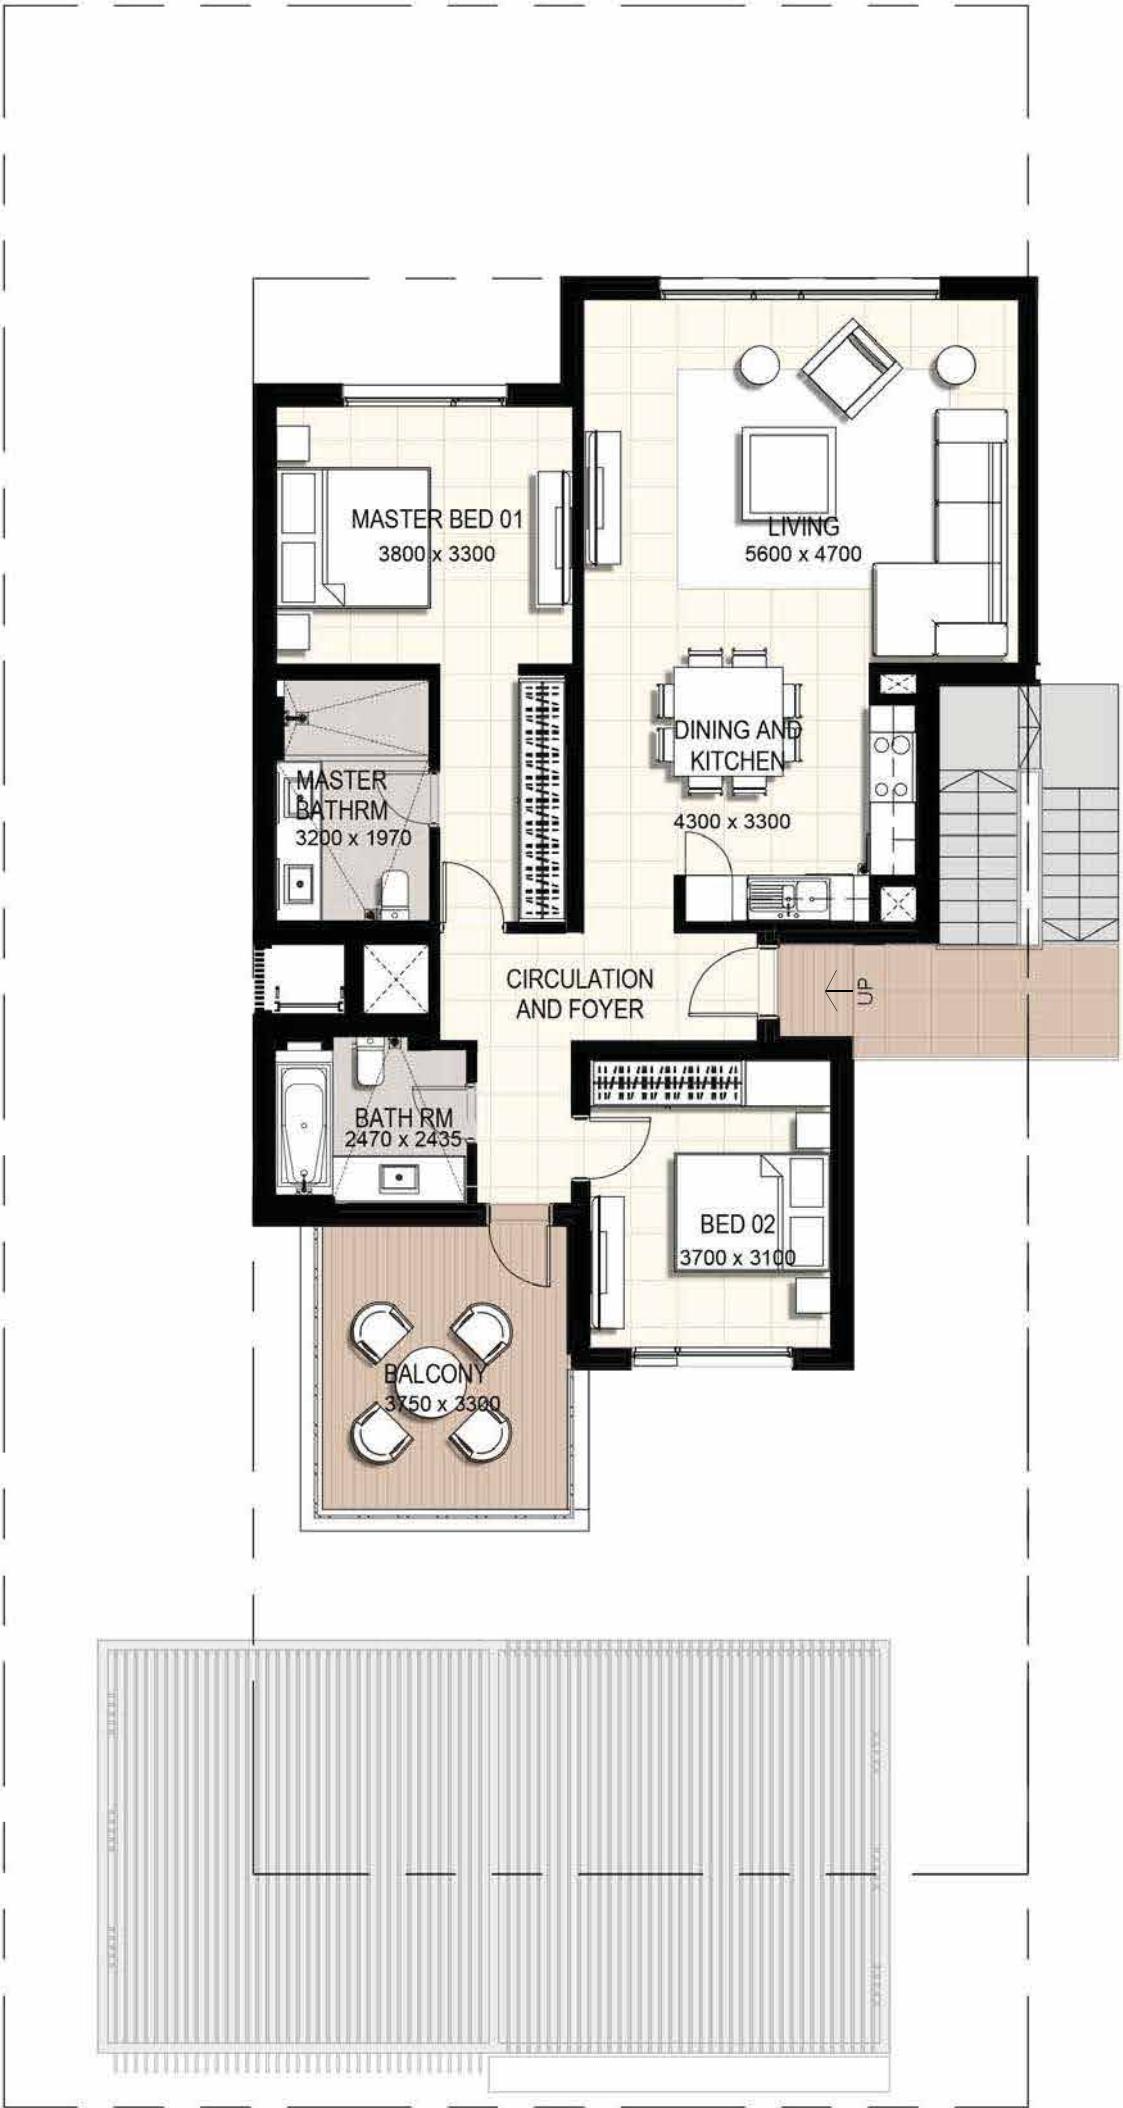 MASTER BED 01
3800 x 3300
LIVING
5600 x 4700
DINING AND
KITCHEN
4300 x 3300
MASTER
BATHRM
3200 x 1970
CIRCULATION
AND FOYER
UP
BATH RM
2470 x 2435
BED 02
3700 x 3100
BALCONY
3750 x 3300